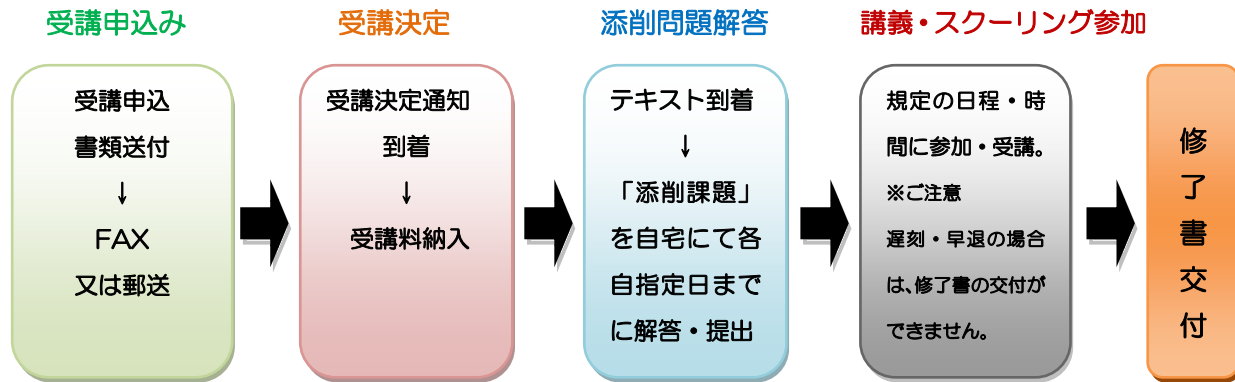 受講申込み
受講申込
書類送付
↓
FAX
又は郵送
受講決定
受講決定通知
到着
↓
受講料納入
添削問題解答
テキスト到着
↓
「添削課題」
を自宅にて各
自指定日まで
に解答・提出
講義・スクーリング参加
規定の日程・時
間に参加・受講。
※ご注意
遅刻・早退の場合
は、修了書の交付が
できません。
修了書交付